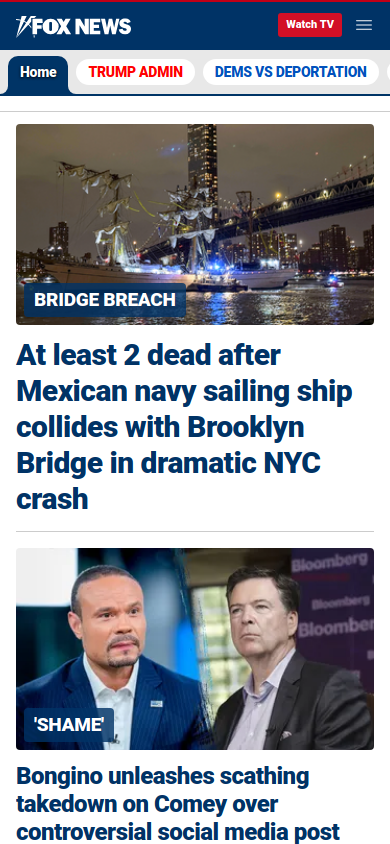 FOX NEWS
Watch TV
Home
TRUMP ADMIN
DEMS VS DEPORTATION
BRIDGE BREACH
At least 2 dead after
Mexican navy sailing ship
collides with Brooklyn
Bridge in dramatic NYC
crash
Bloomberg
Bloomberg
Bloomberg
'SHAME'
Bongino unleashes scathing
takedown on Comey over
controversial social media post